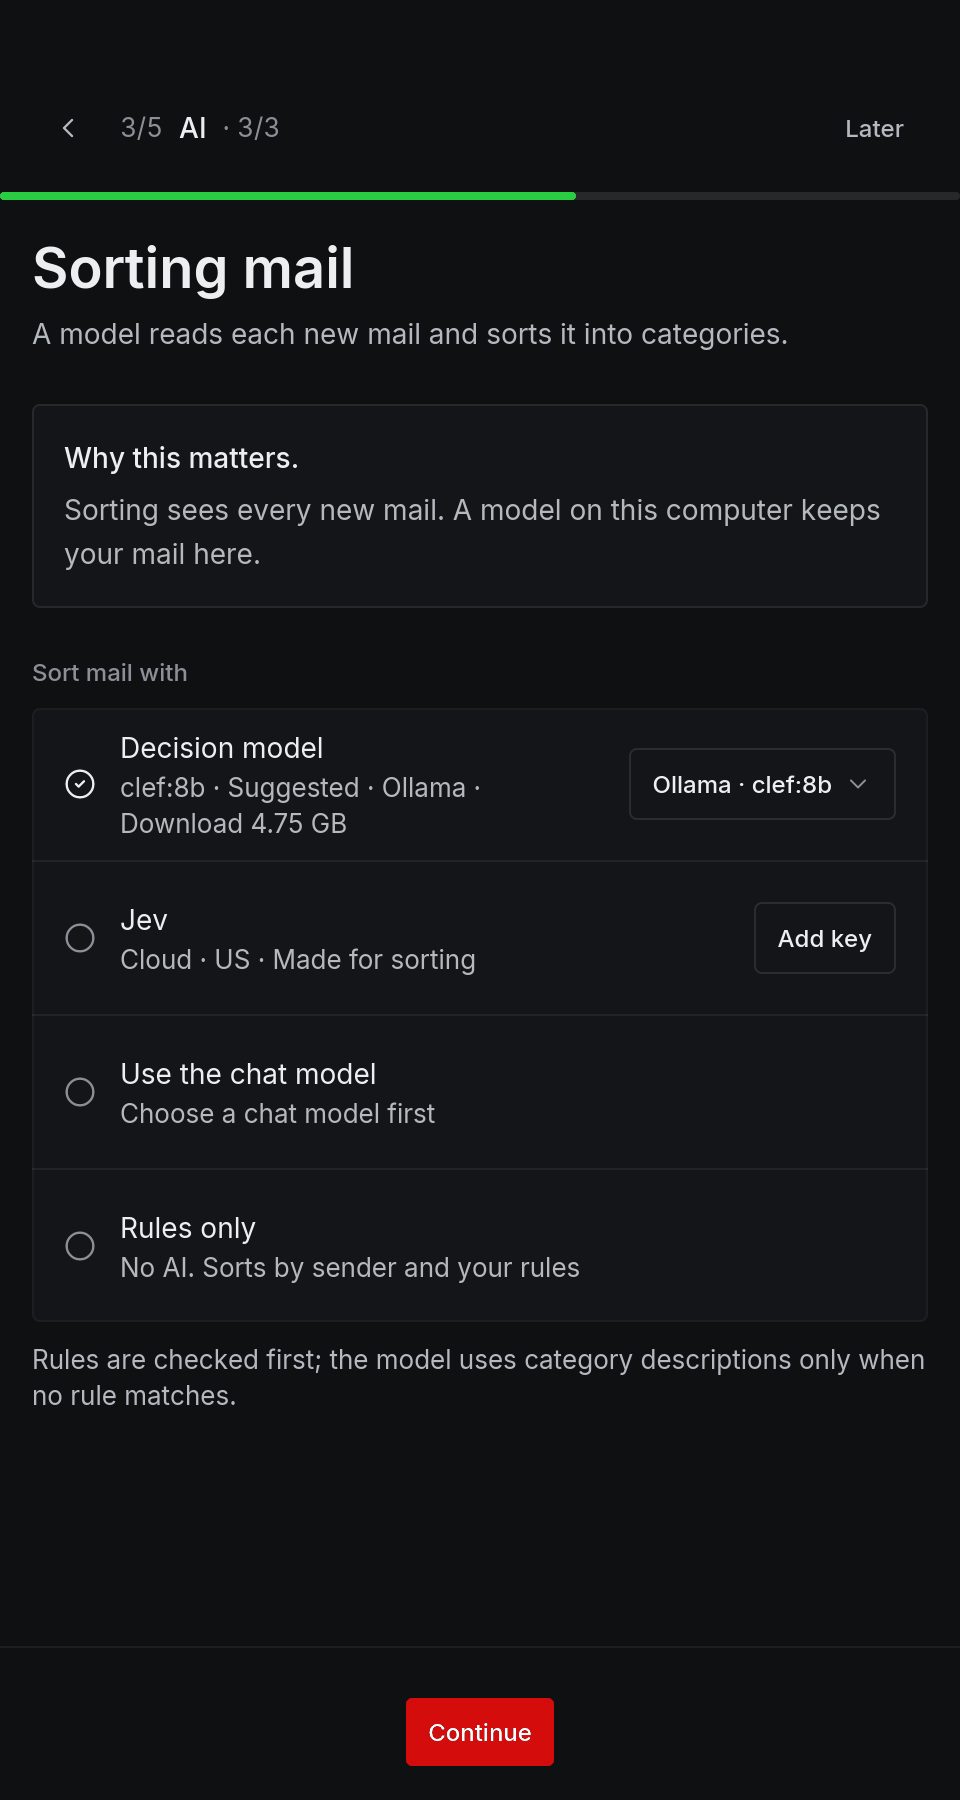 3/5 AI · 3/3
Later
Sorting mail
A model reads each new mail and sorts it into categories.
Why this matters.
Sorting sees every new mail. A model on this computer keeps
your mail here.
Sort mail with
Decision model
clef:8b · Suggested · Ollama ·
Download 4.75 GB
Ollama · clef:8b
Jev
Cloud · US · Made for sorting
Add key
Use the chat model
Choose a chat model first
Rules only
No AI. Sorts by sender and your rules
Rules are checked first; the model uses category descriptions only when
no rule matches.
Continue